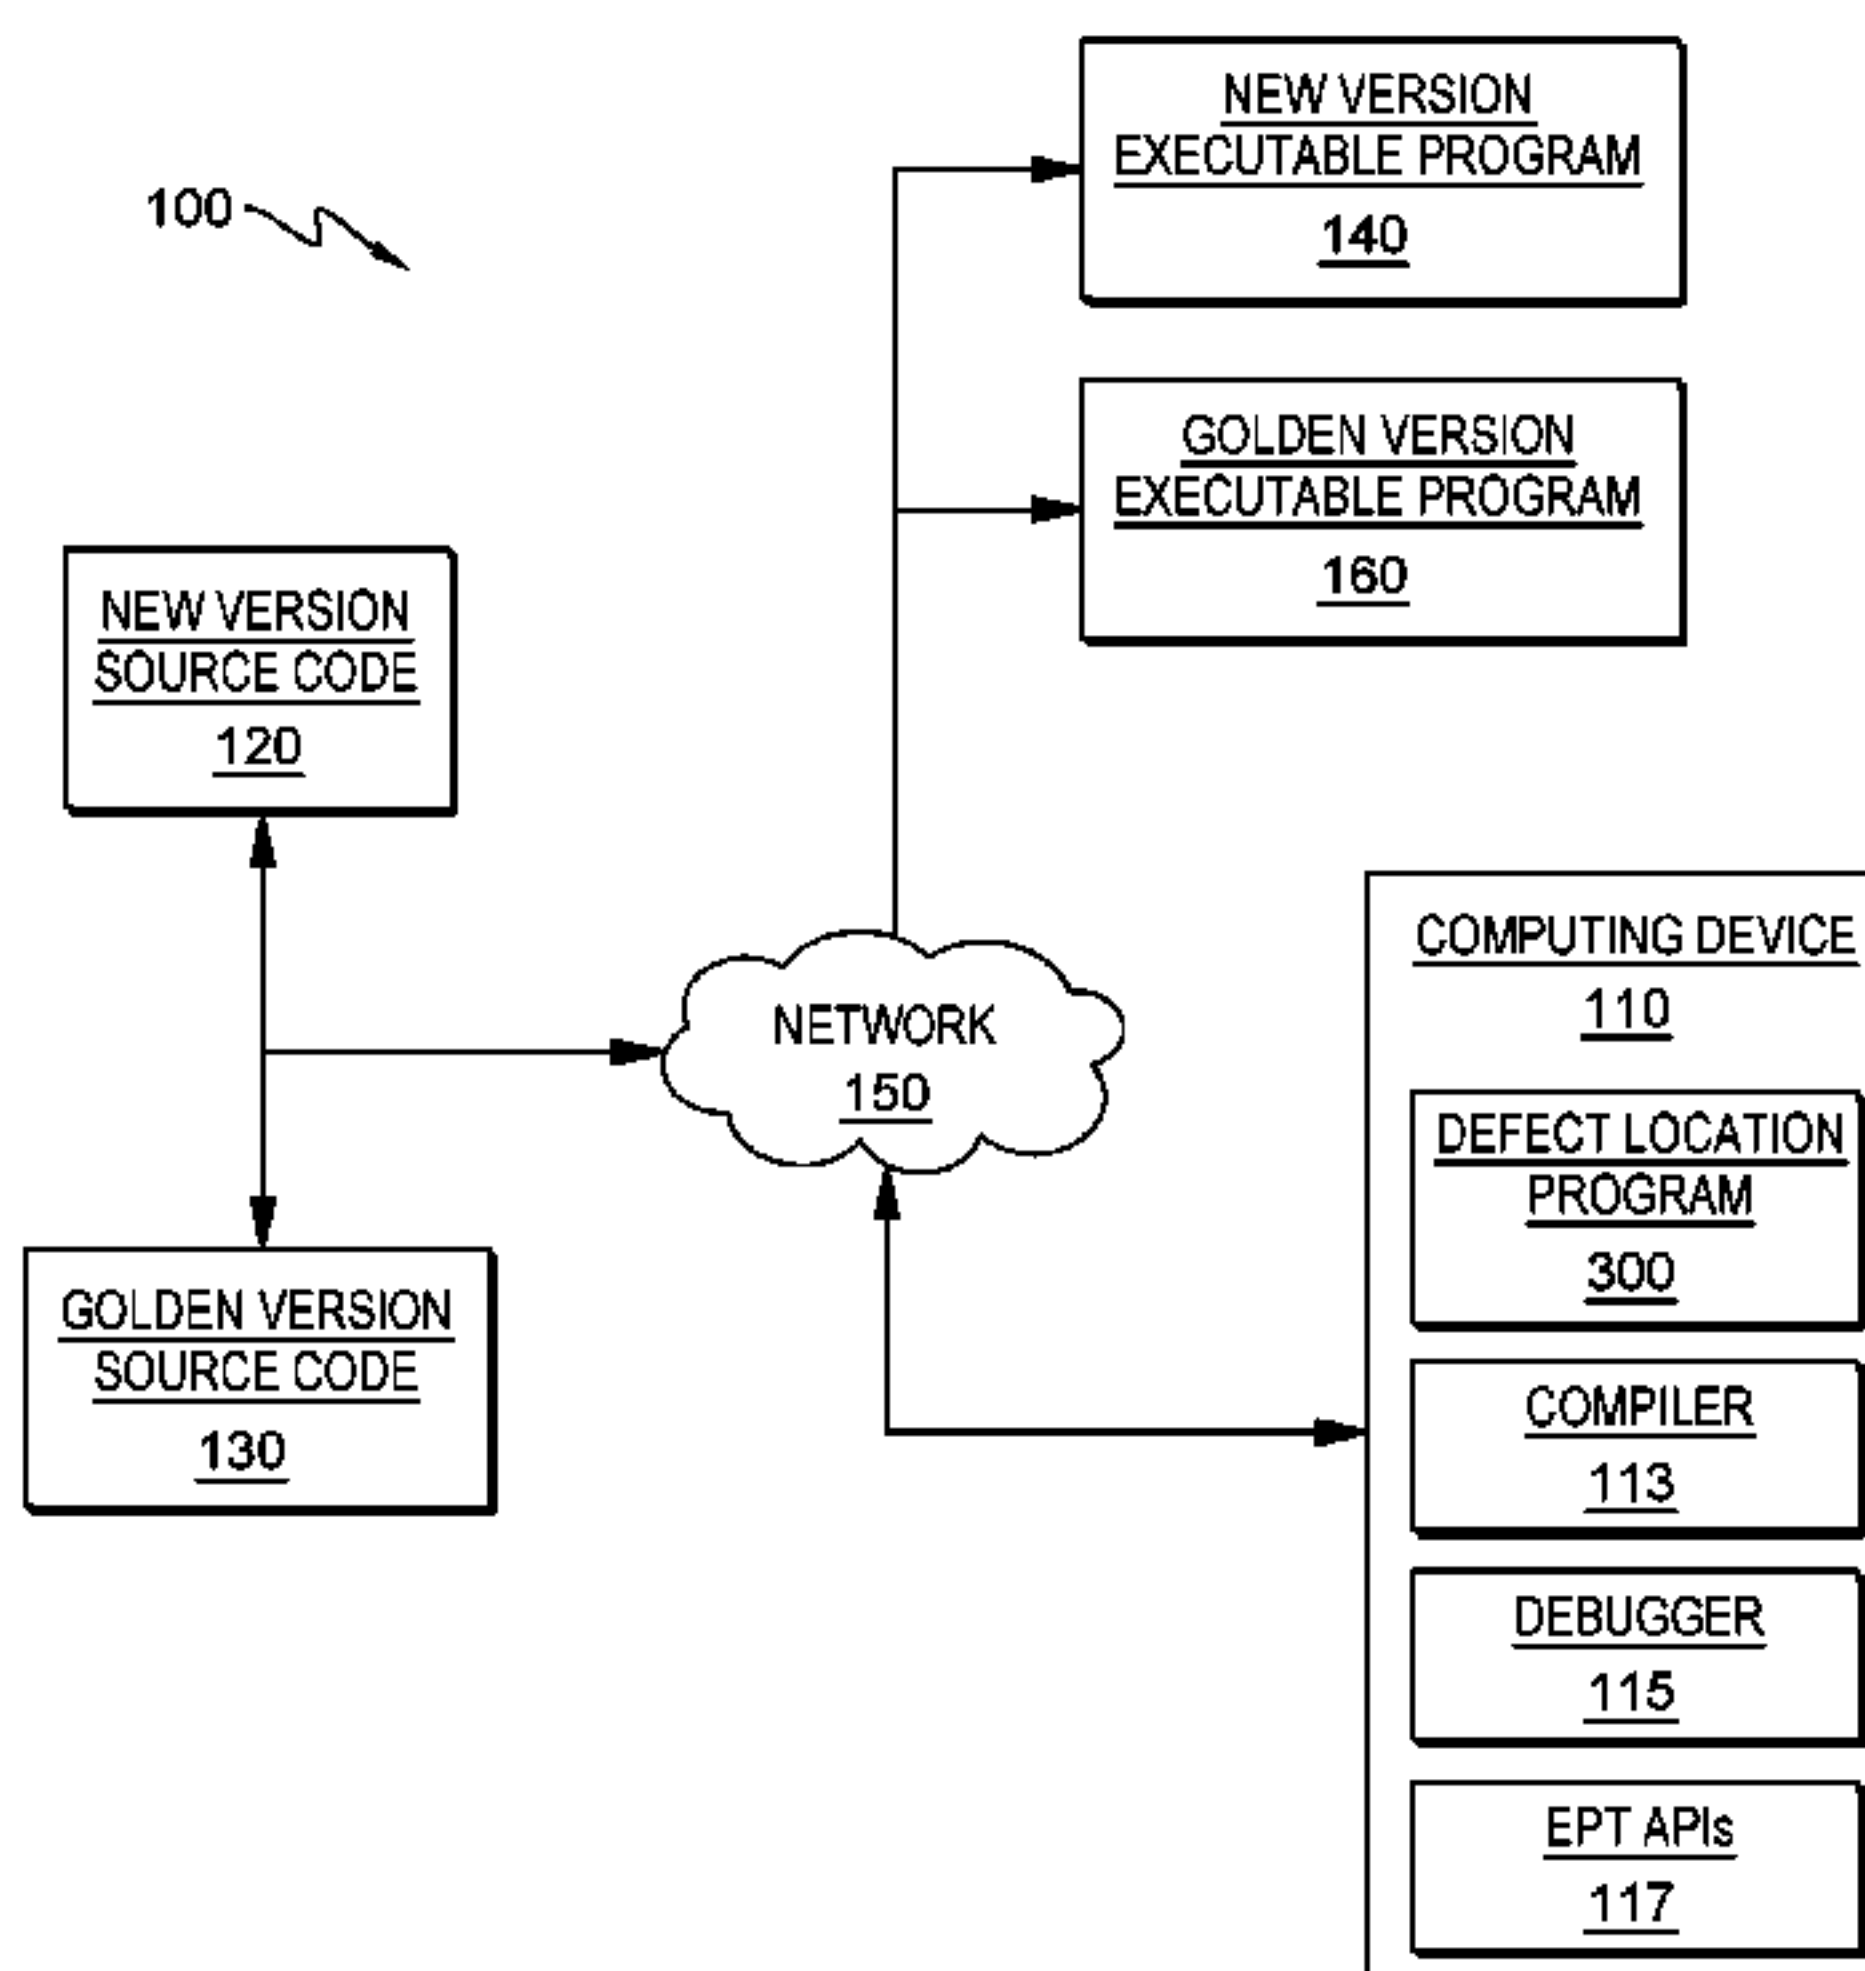 100
NEW VERSION
EXECUTABLE PROGRAM
140
GOLDEN VERSION
EXECUTABLE PROGRAM
160
NEW VERSION
SOURCE CODE
120
GOLDEN VERSION
SOURCE CODE
130
NETWORK
150
COMPUTING DEVICE
110
DEFECT LOCATION
PROGRAM
300
COMPILER
113
DEBUGGER
115
EPT APIs
117